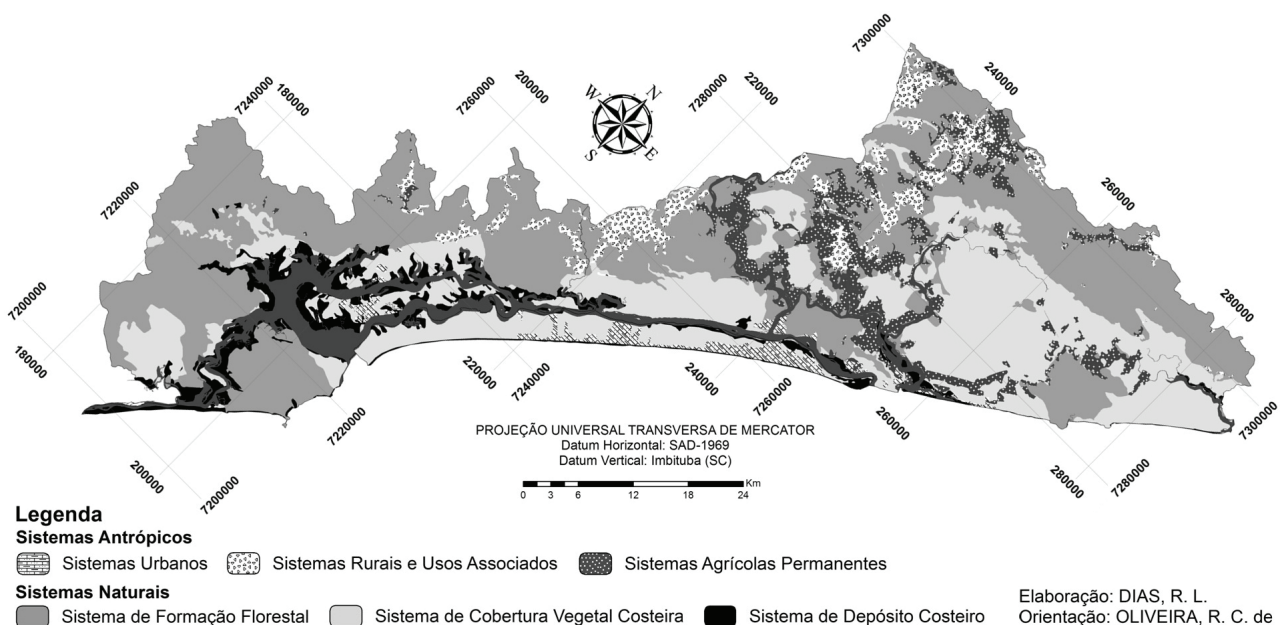 7300000
240000
7240000
180000
7260000
200000
7280000
220000
W
N
S
E
7220000
260000
7200000
180000
280000
220000
7240000
240000
7260000
260000
7300000
7220000
200000
7200000
280000
7280000
PROJEÇÃO UNIVERSAL TRANSVERSA DE MERCATOR
Datum Horizontal: SAD-1969
Datum Vertical: Imbituba (SC)
0 3 6 12 18 24 Km
Legenda
Sistemas Antrópicos
Sistemas Urbanos Sistemas Rurais e Usos Associados Sistemas Agrícolas Permanentes
Sistemas Naturais
Sistema de Formação Florestal Sistema de Cobertura Vegetal Costeira Sistema de Depósito Costeiro
Elaboração: DIAS, R. L.
Orientação: OLIVEIRA, R. C. de